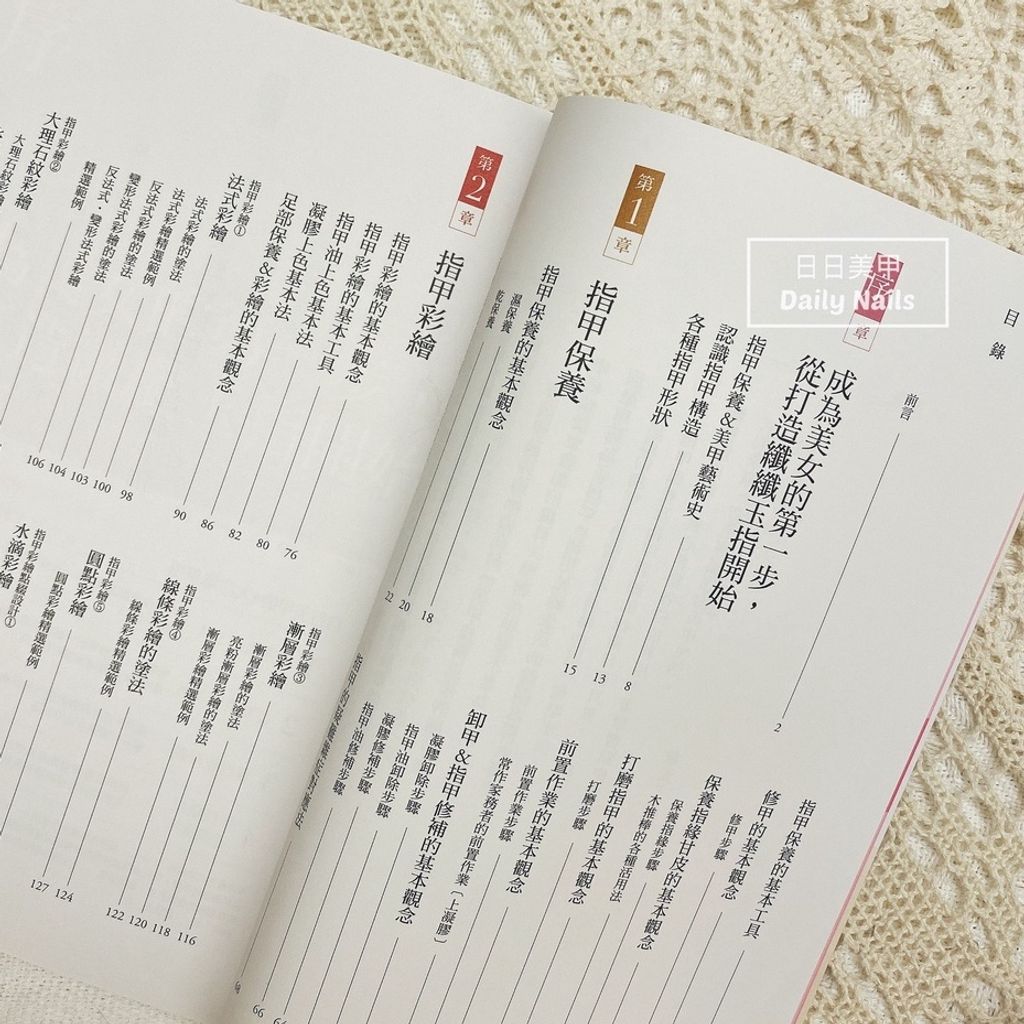 目錄
前言
2
序章
成為美女的第一步，
從打造纖纖玉指開始
指甲保養&美甲藝術史
8
認識指甲構造
13
各種指甲形狀
15
第1章
指甲保養
指甲保養的基本觀念
18
濕保養
20
乾保養
22
指甲保養的基本工具
修甲的基本觀念
修甲步驟
保養指緣甘皮的基本觀念
保養指緣步驟
木推棒的各種活用法
打磨指甲的基本觀念
打磨步驟
前置作業的基本觀念
前置作業步驟
當作家務者的前置作業（上凝膠）
卸甲&指甲修補的基本觀念
凝膠卸除步驟
指甲油卸除步驟
凝膠修補步驟
指甲油修補步驟
66
第2章
指甲彩繪
指甲彩繪的基本觀念
76
指甲彩繪的基本工具
80
指甲油上色基本法
82
凝膠上色基本法
86
足部保養&彩繪的基本觀念
90
指甲彩繪①
法式彩繪
法式彩繪的塗法
98
法式彩繪精選範例
100
反法式彩繪的塗法
103
變形法式彩繪的塗法
104
反法式・變形法式彩繪
精選範例
106
指甲彩繪②
大理石紋彩繪
指甲彩繪③
漸層彩繪
漸層彩繪的塗法
116
亮粉漸層彩繪的塗法
118
漸層彩繪精選範例
120
指甲彩繪④
線條彩繪的塗法
122
線條彩繪精選範例
124
指甲彩繪⑤
圓點彩繪
127
圓點彩繪精選範例
指甲彩繪點綴設計①
水滴彩繪
日日美甲
Daily Nails